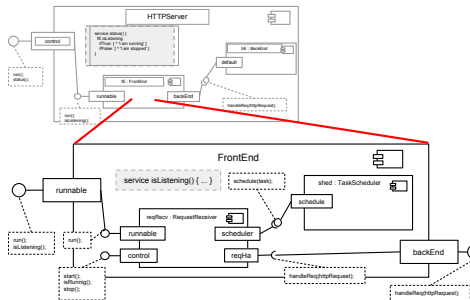 HTTPServer
service status() {
fE isListening
ifTrue: [ ^ 'I am running']
ifFalse: [ ^ 'I am stopped']
}
control
bE : BackEnd
default
run();
status();
fE : FrontEnd
runnable
backEnd
handleReq(httpRequest);
run();
isListening();
FrontEnd
service isListening() { ... }
schedule(task);
shed : TaskScheduler
runnable
schedule
reqRecv : RequestReceiver
run();
isListening();
run();
runnable
scheduler
control
reqHa
backEnd
start();
isRunnig();
stop();
handleReq(httpRequest);
handleReq(httpRequest);